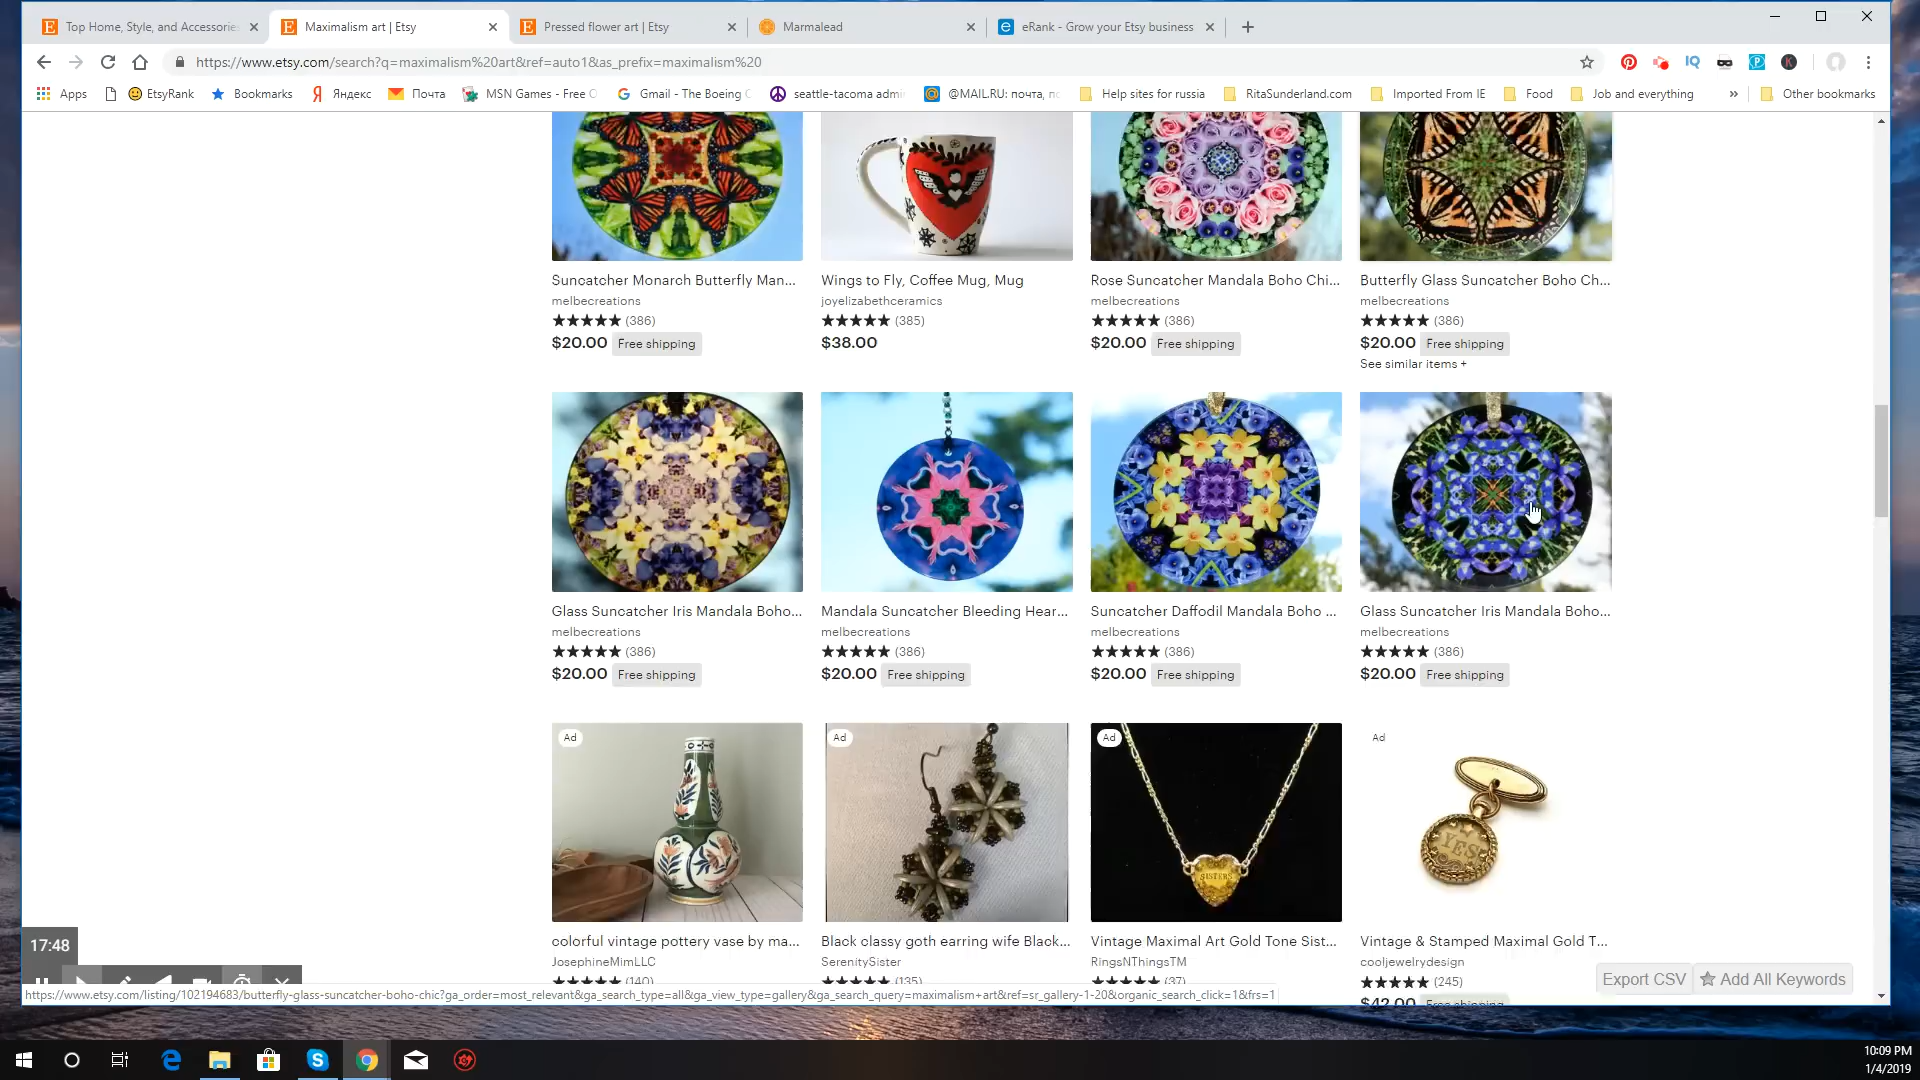 Top Home, Style, and Accessories
Maximalism art | Etsy
Pressed flower art | Etsy
Marmalead
eRank - Grow your Etsy business
https://www.etsy.com/search?q=maximalism%20art&ref=auto1&as_prefix=maximalism%20
Apps
EtsyRank
Bookmarks
Яндекс
Почта
MSN Games - Free O
Gmail - The Boeing C
seattle-tacoma admi
@MAIL.RU: почта, по
Help sites for russia
RitaSunderland.com
Imported From IE
Food
Job and everything
»
Other bookmarks
Suncatcher Monarch Butterfly Man...
Wings to Fly, Coffee Mug, Mug
Rose Suncatcher Mandala Boho Chi...
Butterfly Glass Suncatcher Boho Ch...
melbecreations
joyelizabethceramics
melbecreations
melbecreations
★★★★★ (386)
★★★★★ (385)
★★★★★ (386)
★★★★★ (386)
$20.00 Free shipping
$38.00
$20.00 Free shipping
$20.00 Free shipping
See similar items +
Glass Suncatcher Iris Mandala Boho...
Mandala Suncatcher Bleeding Hear...
Suncatcher Daffodil Mandala Boho ...
Glass Suncatcher Iris Mandala Boho...
melbecreations
melbecreations
melbecreations
melbecreations
★★★★★ (386)
★★★★★ (386)
★★★★★ (386)
★★★★★ (386)
$20.00 Free shipping
$20.00 Free shipping
$20.00 Free shipping
$20.00 Free shipping
Ad
Ad
Ad
Ad
SISTERS
YES
colorful vintage pottery vase by ma...
Black classy goth earring wife Black...
Vintage Maximal Art Gold Tone Sist...
Vintage & Stamped Maximal Gold T...
JosephineMimLLC
SerenitySister
RingsNThingsTM
cooljewelrydesign
★★★★★ (140)
★★★★★ (135)
★★★★★ (37)
★★★★★ (245)
$42.00 Free shipping
17:48
Export CSV
Add All Keywords
https://www.etsy.com/listing/102194683/butterfly-glass-suncatcher-boho-chic?ga_order=most_relevant&ga_search_type=all&ga_view_type=gallery&ga_search_query=maximalism+art&ref=sr_gallery-1-20&organic_search_click=1&frs=1
10:09 PM
1/4/2019